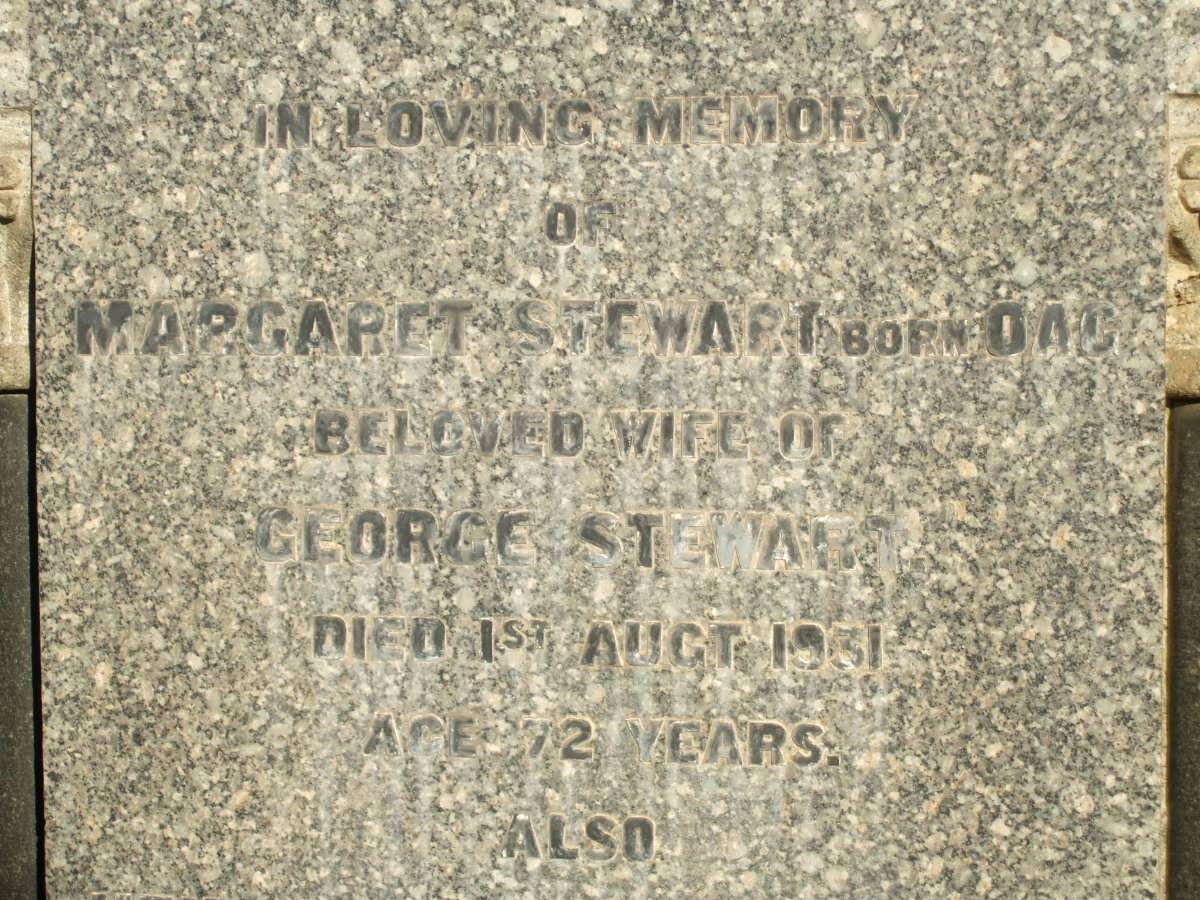 IN LOVING MEMORY
OF
MARGARET STEWART BORN OAG
BELOVED WIFE OF
GEORGE STEWART.
DIED 1ST AUGT 1931
AGE 72 YEARS.
ALSO